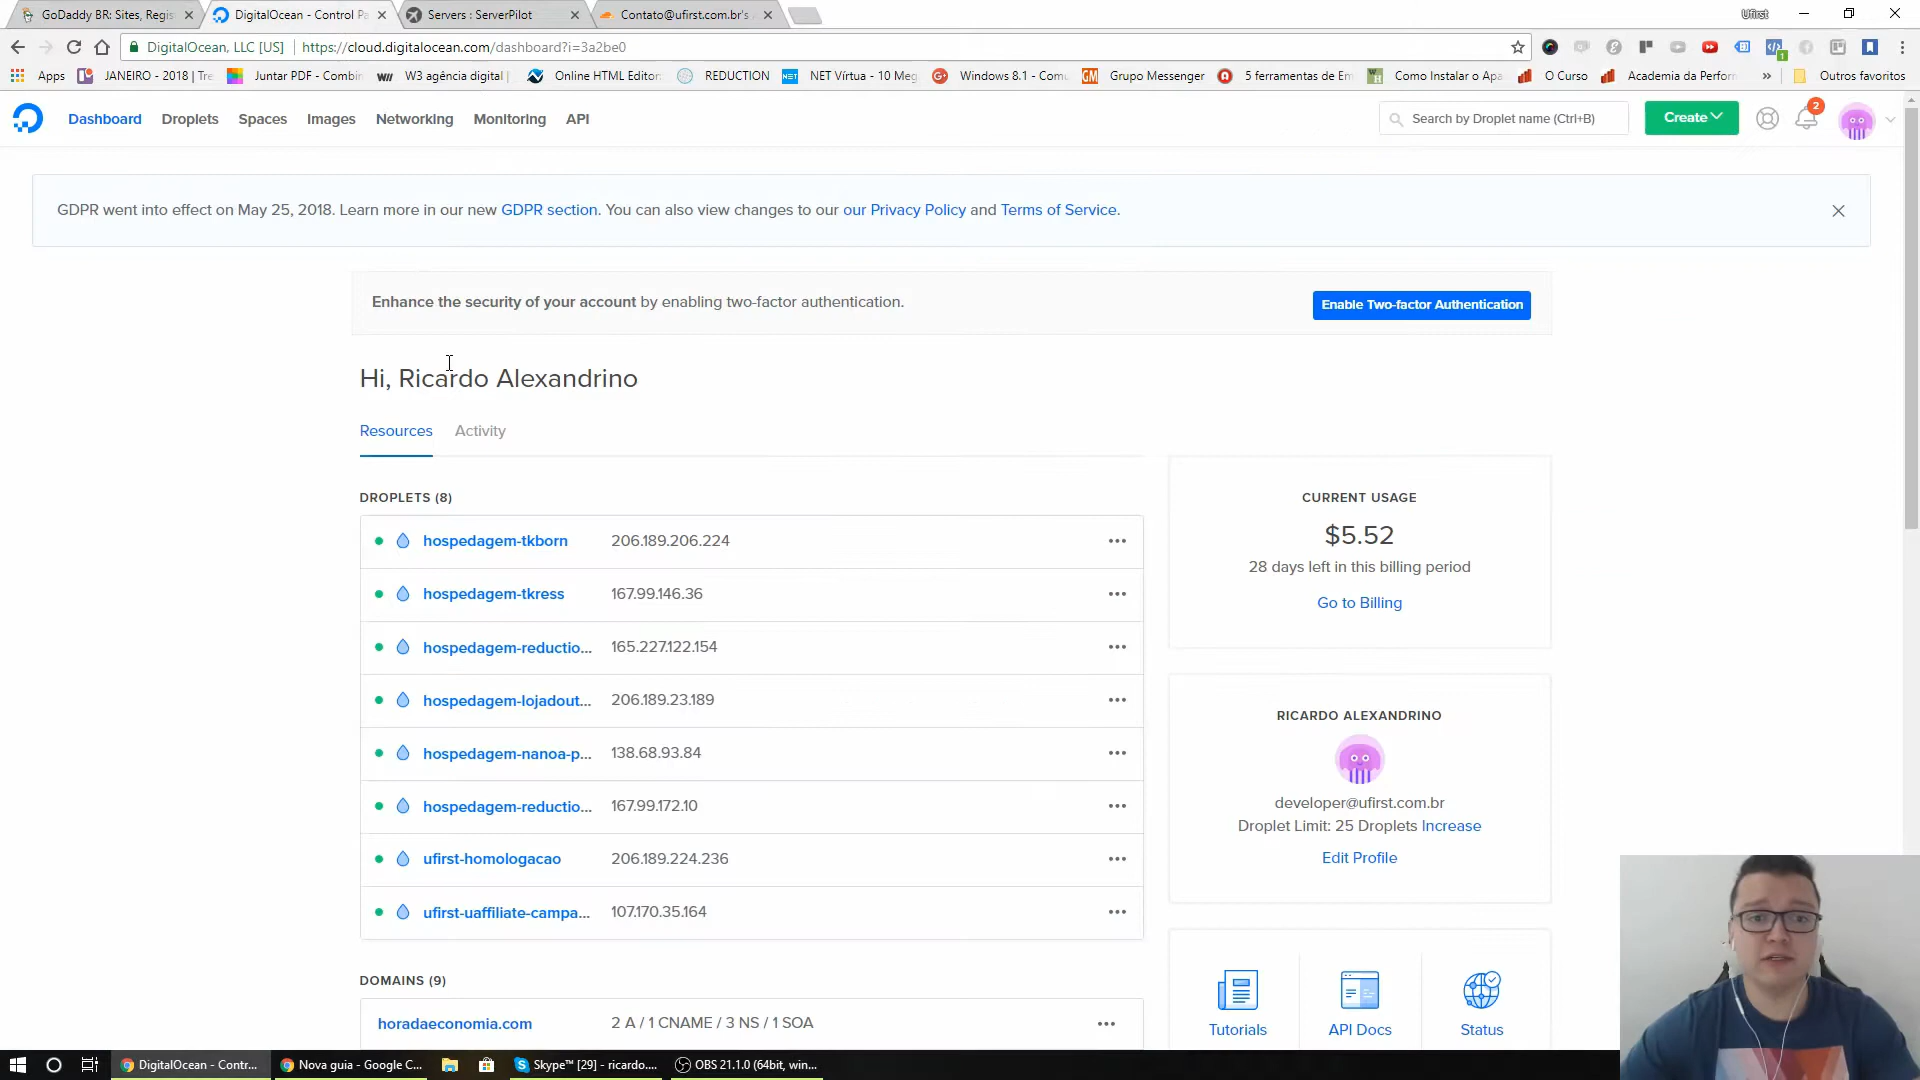 GoDaddy BR: Sites, Regis
DigitalOcean - Control Pa
Servers : ServerPilot
Contato@ufirst.com.br's
Ufirst
DigitalOcean, LLC [US]
https://cloud.digitalocean.com/dashboard?i=3a2be0
Apps
JANEIRO - 2018 | Tre
Juntar PDF - Combin
W3 agência digital |
Online HTML Editor
REDUCTION
NET Vírtua - 10 Meg
Windows 8.1 - Com
Grupo Messenger
5 ferramentas de Em
Como Instalar o Apa
O Curso
Academia da Perfor
Outros favoritos
Dashboard
Droplets
Spaces
Images
Networking
Monitoring
API
Search by Droplet name (Ctrl+B)
Create
2
GDPR went into effect on May 25, 2018. Learn more in our new GDPR section. You can also view changes to our our Privacy Policy and Terms of Service.
Enhance the security of your account by enabling two-factor authentication.
Enable Two-factor Authentication
Hi, Ricardo Alexandrino
Resources
Activity
DROPLETS (8)
hospedagem-tkborn 206.189.206.224
hospedagem-tkress 167.99.146.36
hospedagem-reductio... 165.227.122.154
hospedagem-lojadout... 206.189.23.189
hospedagem-nanoa-p... 138.68.93.84
hospedagem-reductio... 167.99.172.10
ufirst-homologacao 206.189.224.236
ufirst-uaffiliate-campa... 107.170.35.164
DOMAINS (9)
horadaeconomia.com 2 A / 1 CNAME / 3 NS / 1 SOA
CURRENT USAGE
$5.52
28 days left in this billing period
Go to Billing
RICARDO ALEXANDRINO
developer@ufirst.com.br
Droplet Limit: 25 Droplets Increase
Edit Profile
Tutorials
API Docs
Status
DigitalOcean - Contr...
Nova guia - Google C...
Skype™ [29] - ricardo....
OBS 21.1.0 (64bit, win...